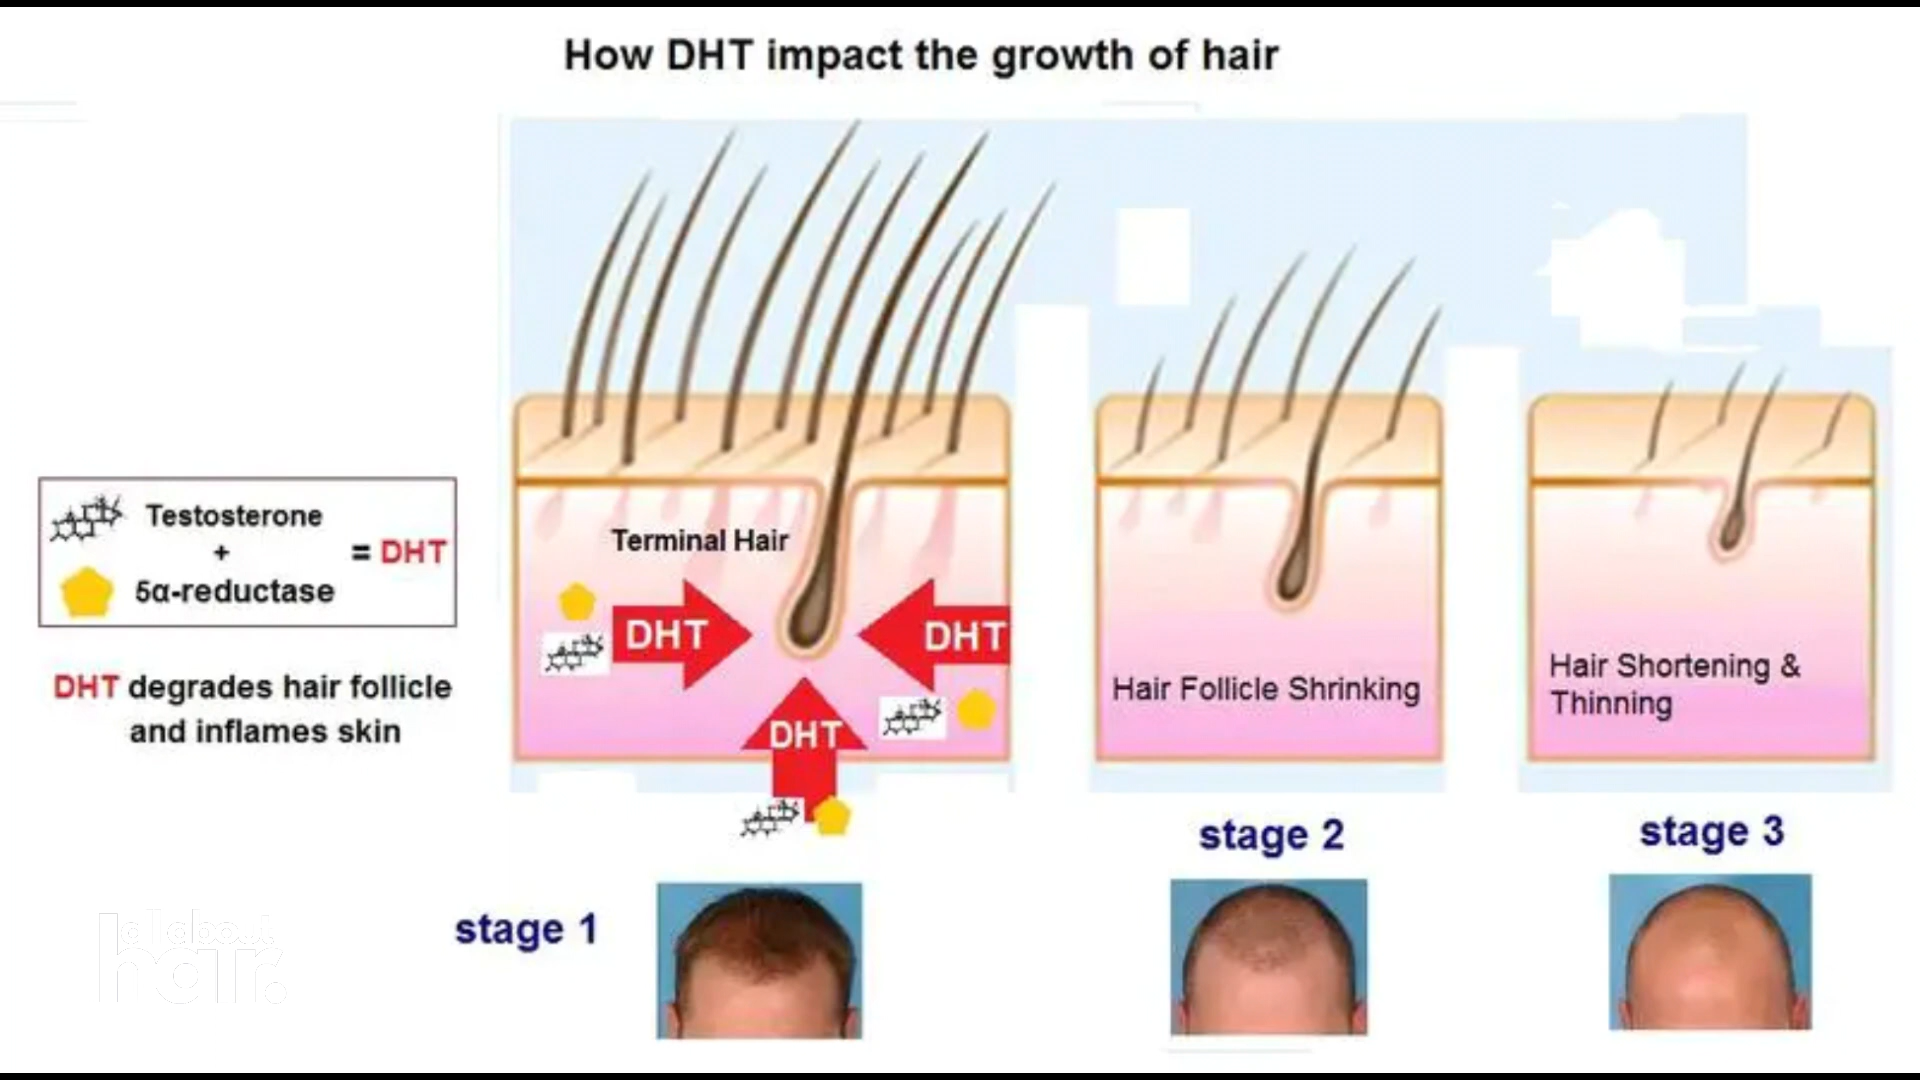 How DHT impact the growth of hair
Testosterone
+
= DHT
5α-reductase
DHT degrades hair follicle
and inflames skin
Terminal Hair
DHT
DHT
DHT
Hair Follicle Shrinking
Hair Shortening &
Thinning
stage 1
stage 2
stage 3
all about
hair.